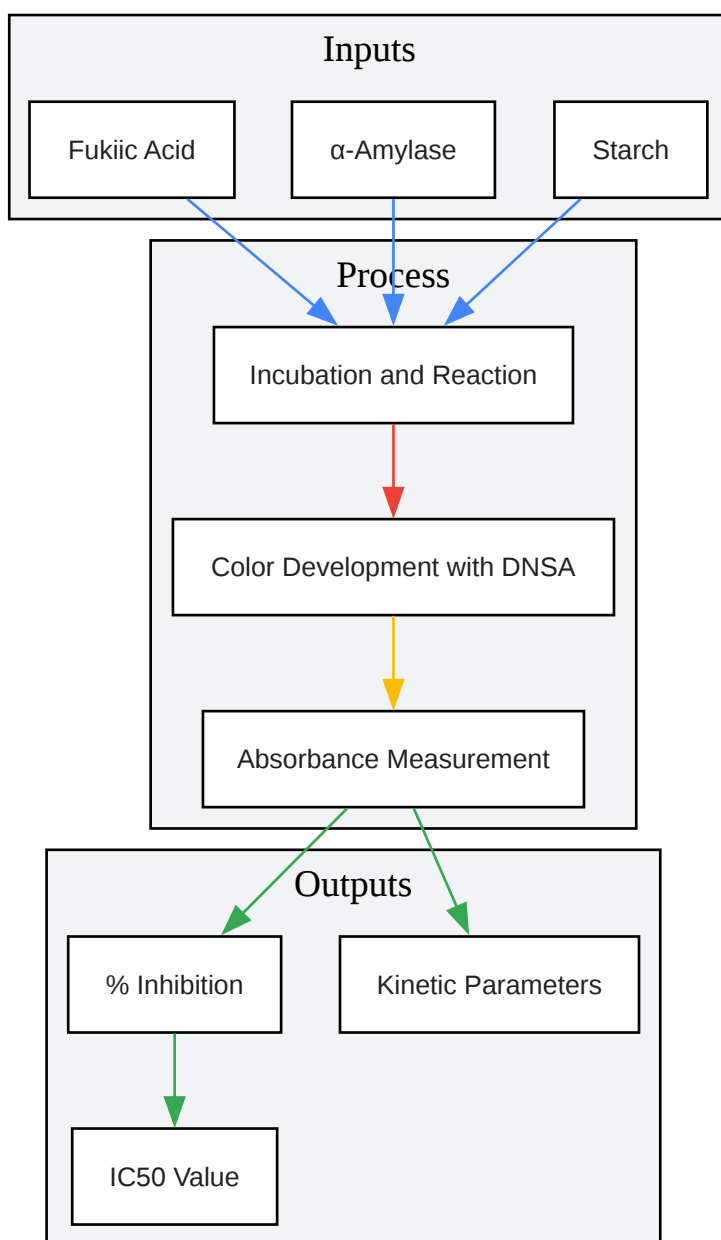 Inputs
Fukiic Acid
α-Amylase
Starch
Process
Incubation and Reaction
Color Development with DNSA
Absorbance Measurement
Outputs
% Inhibition
Kinetic Parameters
IC50 Value